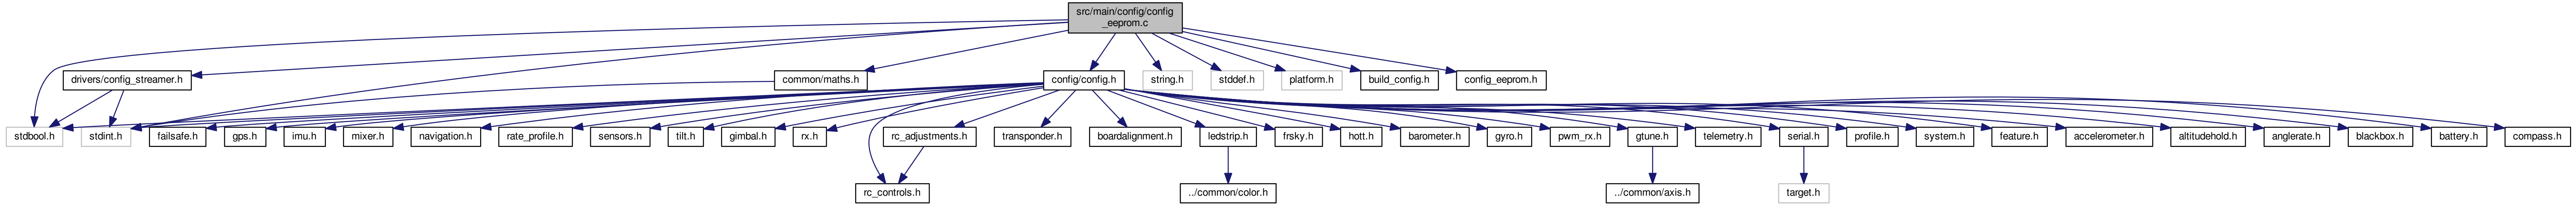 src/main/config/config
_eeprom.c
drivers/config_streamer.h
common/maths.h
config/config.h
string.h
stddef.h
platform.h
build_config.h
config_eeprom.h
stdbool.h
stdint.h
failsafe.h
gps.h
imu.h
mixer.h
navigation.h
rate_profile.h
sensors.h
tilt.h
gimbal.h
rx.h
rc_adjustments.h
transponder.h
boardalignment.h
ledstrip.h
frsky.h
hott.h
barometer.h
gyro.h
pwm_rx.h
gtune.h
telemetry.h
serial.h
profile.h
system.h
feature.h
accelerometer.h
altitudehold.h
anglerate.h
blackbox.h
battery.h
compass.h
rc_controls.h
../common/color.h
../common/axis.h
target.h